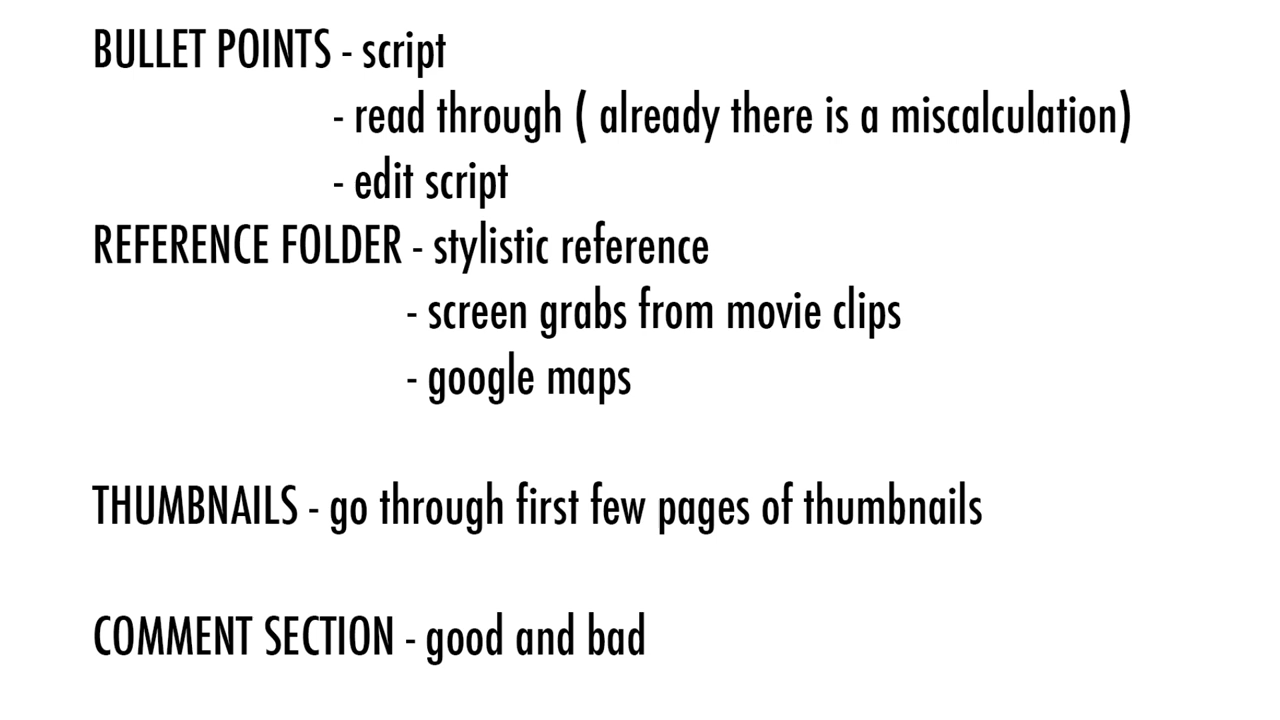 BULLET POINTS - script
- read through ( already there is a miscalculation)
- edit script
REFERENCE FOLDER - stylistic reference
- screen grabs from movie clips
- google maps
THUMBNAILS - go through first few pages of thumbnails
COMMENT SECTION - good and bad